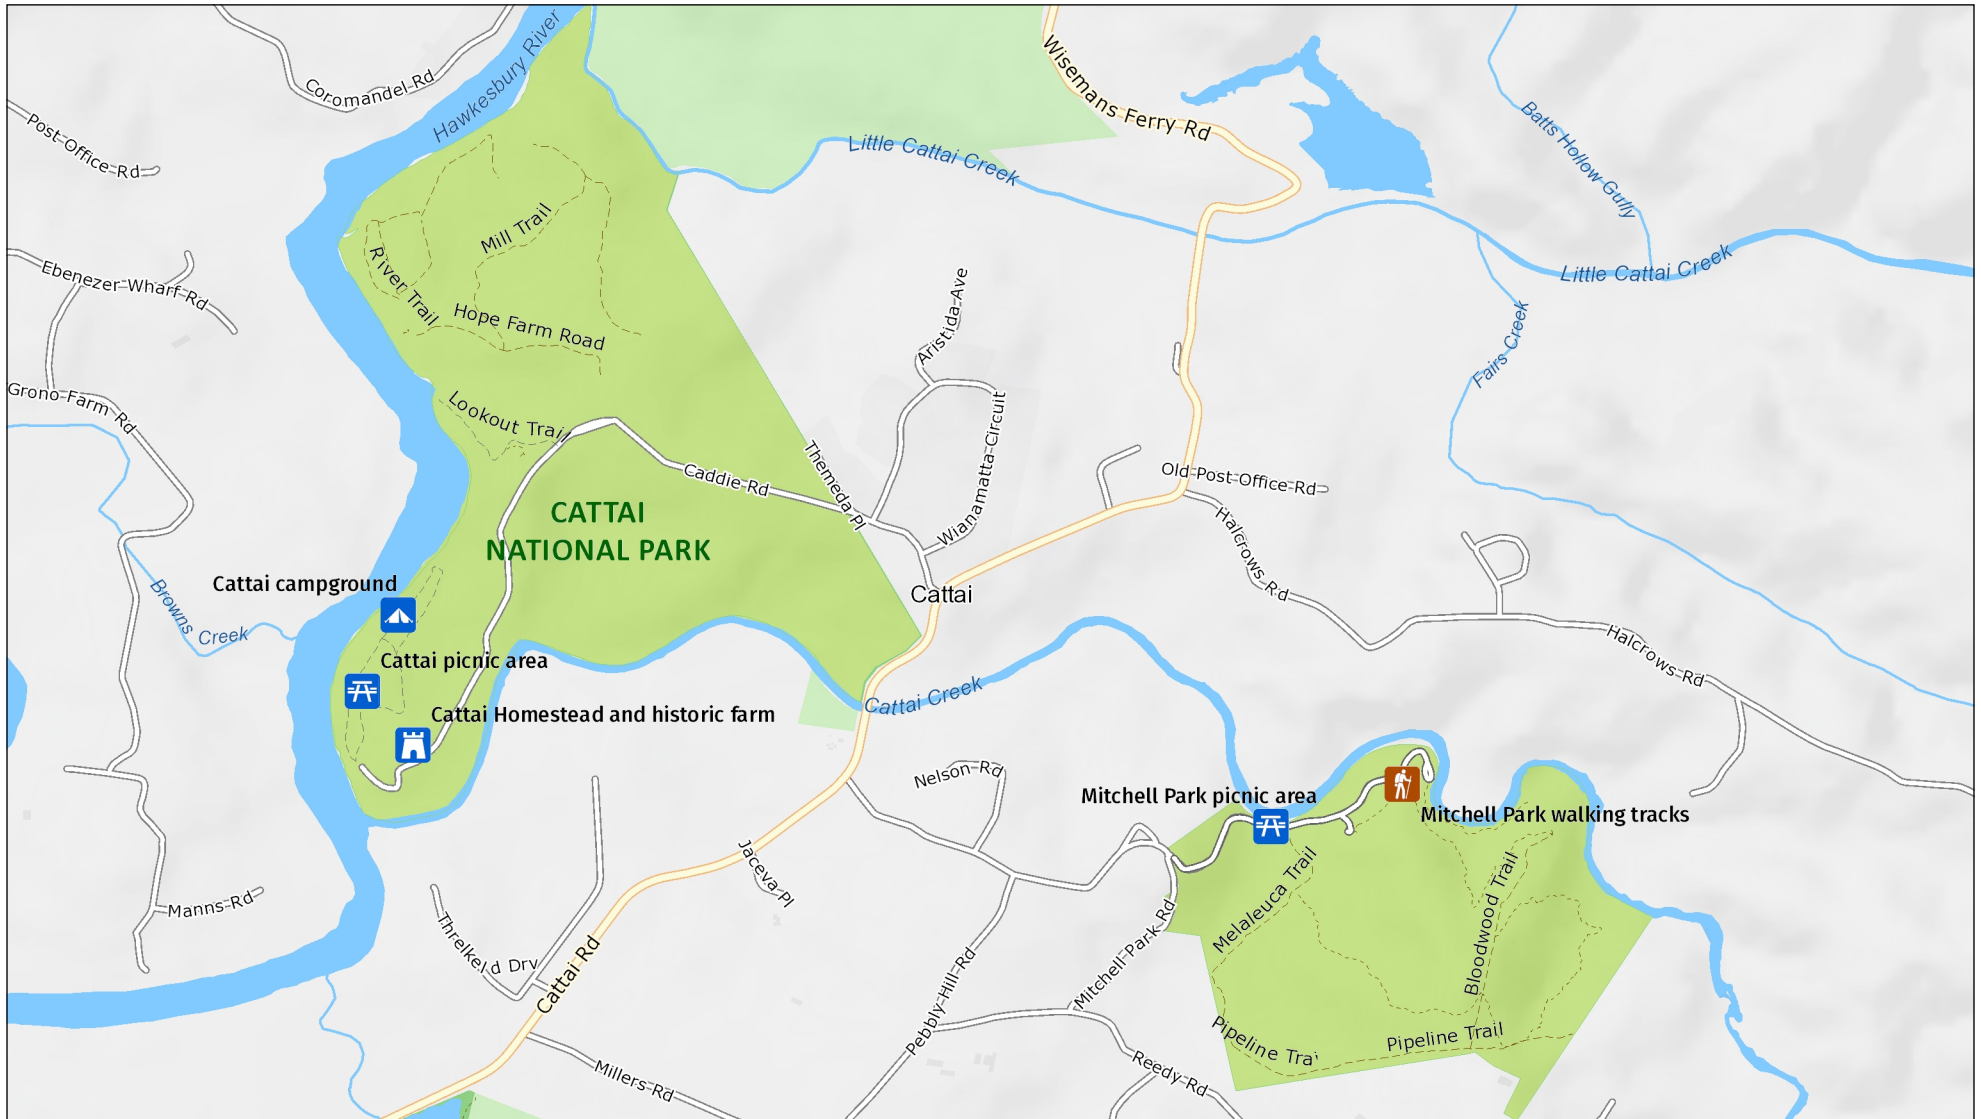 Hawkesbury River
Coromandel Rd
Post Office Rd
Wisemans Ferry Rd
Little Cattai Creek
Batts Hollow Gully
Little Cattai Creek
Mill Trail
River Trail
Ebenezer Wharf Rd
Hope Farm Road
Aristida Ave
Fairs Creek
Grono Farm Rd
Lookout Trail
Caddie Rd
Themeda Pl
Wianamatta Circuit
Old Post Office Rd
Halcrows Rd
CATTAI
NATIONAL PARK
Cattai campground
Cattai
Browns Creek
Halcrows Rd
Cattai picnic area
Cattai Creek
Cattai Homestead and historic farm
Nelson Rd
Mitchell Park picnic area
Mitchell Park walking tracks
Jaceva Pl
Melaleuca Trail
Bloodwood Trail
Manns Rd
Threlkeld Drv
Cattai Rd
Mitchell Park Rd
Pebbly Hill Rd
Pipeline Trai
Pipeline Trail
Millers Rd
Reedy Rd